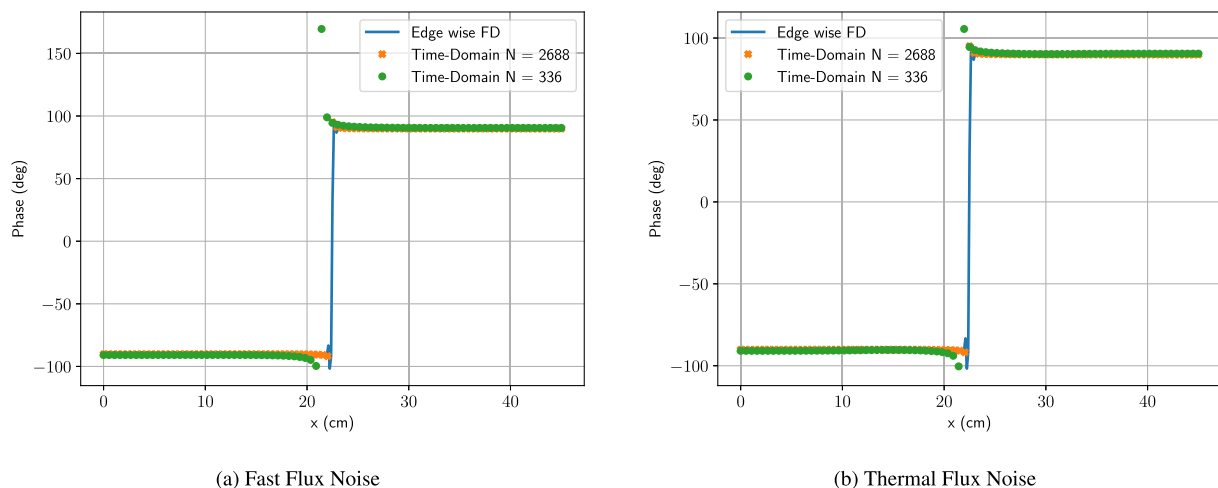 Edge wise FD
Time-Domain N = 2688
Time-Domain N = 336
150
100
50
0
−50
−100
Phase (deg)
0 10 20 30 40
x (cm)
(a) Fast Flux Noise
Edge wise FD
Time-Domain N = 2688
Time-Domain N = 336
100
50
0
−50
−100
Phase (deg)
0 10 20 30 40
x (cm)
(b) Thermal Flux Noise